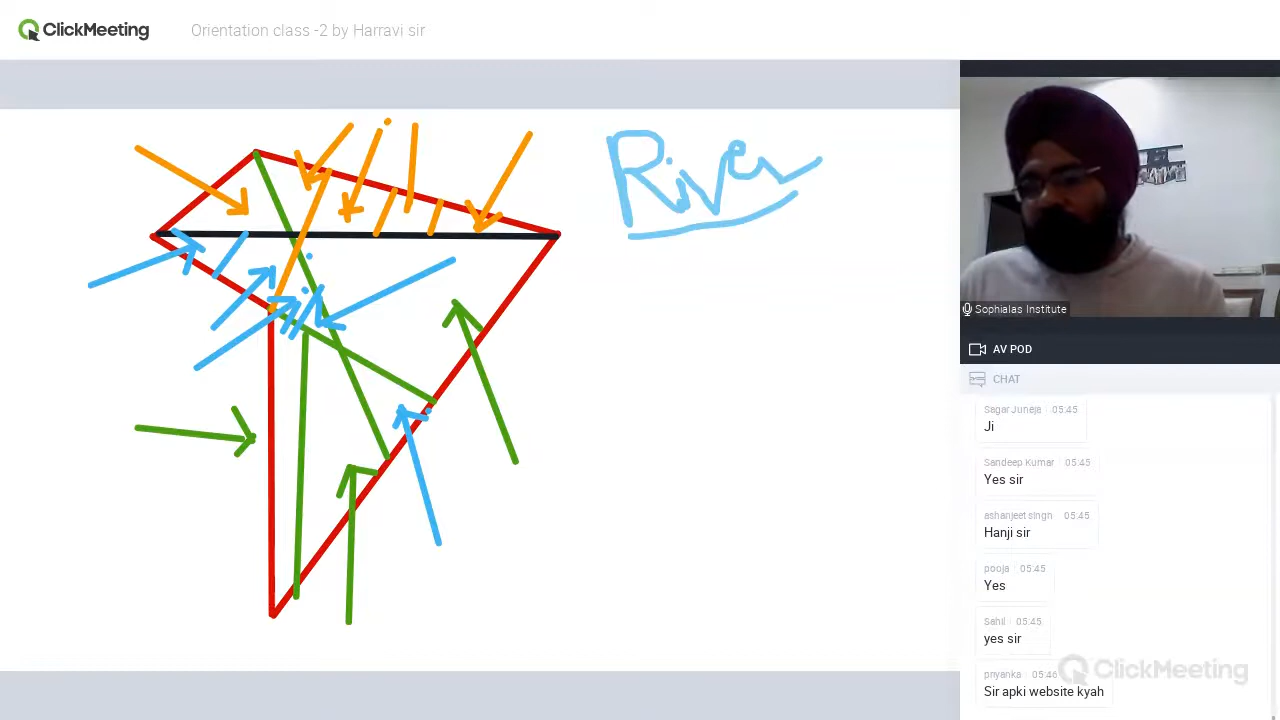 ClickMeeting
Orientation class -2 by Harravi sir
River
Sophialas Institute
AV POD
CHAT
Sagar Juneja 05:45
Ji
Sandeep Kumar 05:45
Yes sir
ashanjeet singh 05:45
Hanji sir
pooja 05:45
Yes
Sahil 05:45
yes sir
priyanka 05:46
Sir apki website kyah
ClickMeeting